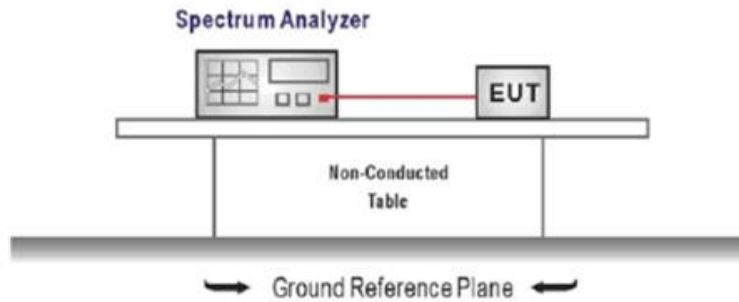 Spectrum Analyzer
EUT
Non-Conducted
Table
Ground Reference Plane